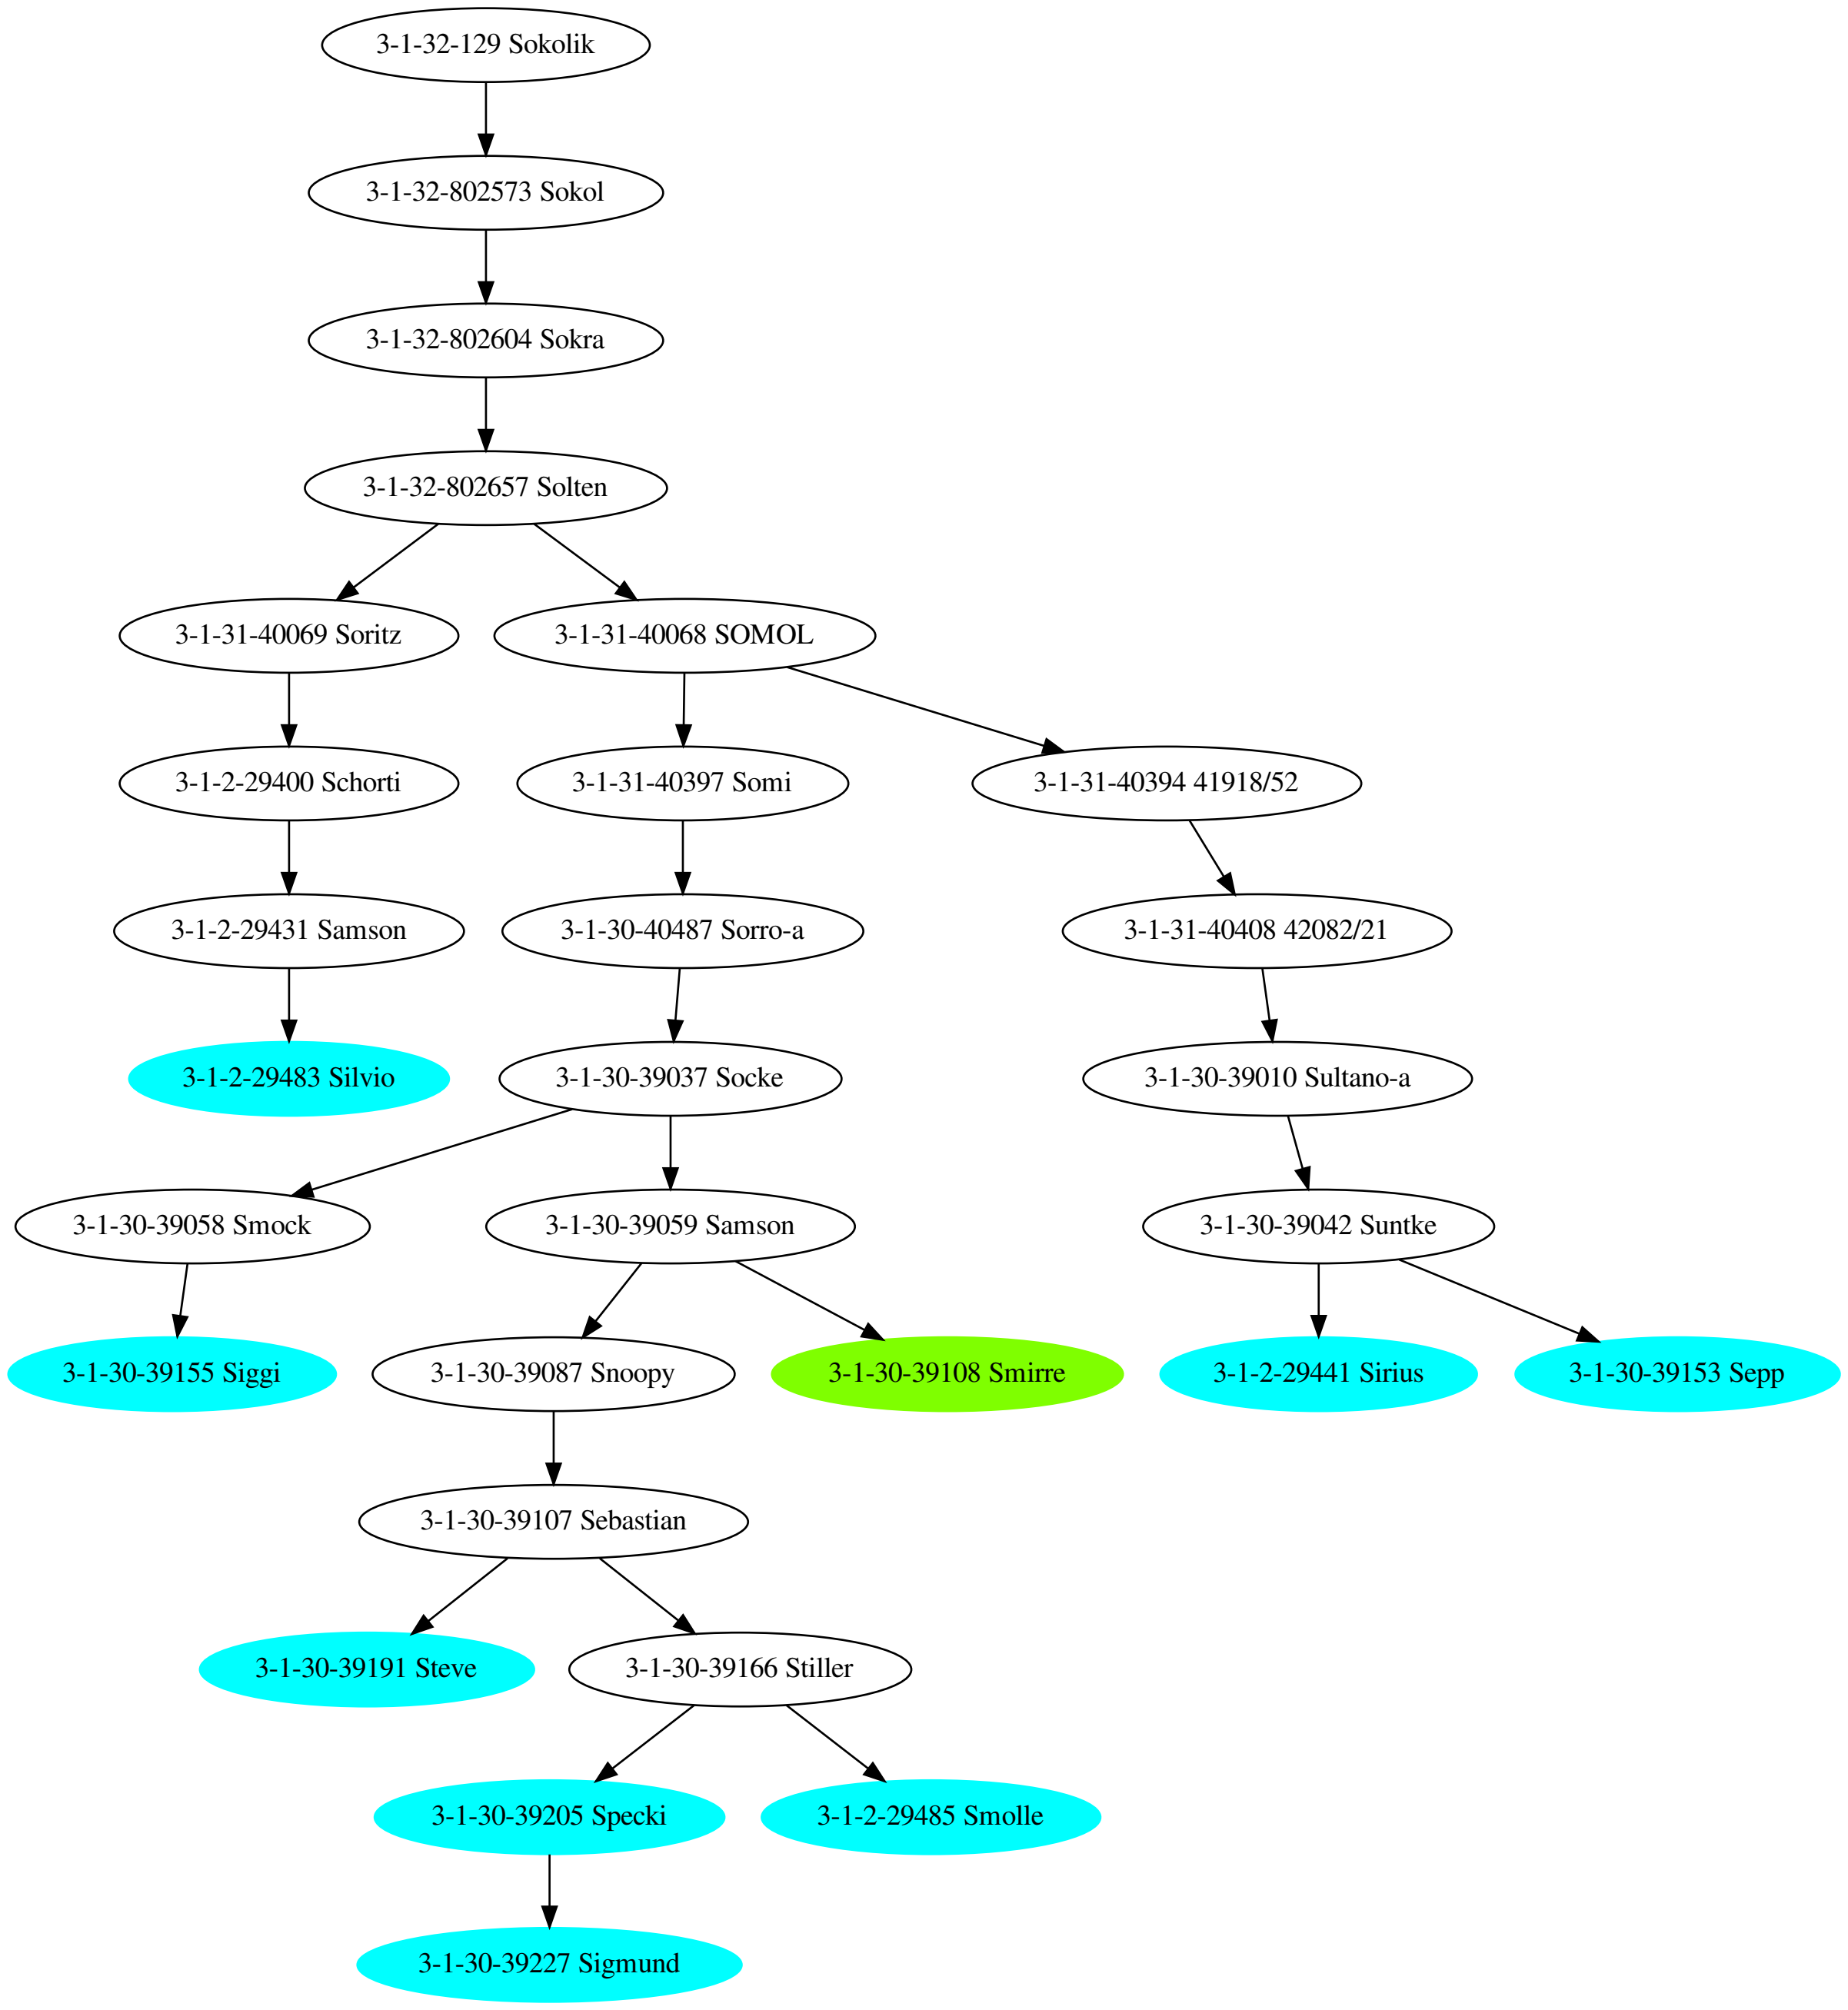 3-1-32-129 Sokolik
3-1-32-802573 Sokol
3-1-32-802604 Sokra
3-1-32-802657 Solten
3-1-31-40069 Soritz
3-1-31-40068 SOMOL
3-1-2-29400 Schorti
3-1-31-40397 Somi
3-1-31-40394 41918/52
3-1-2-29431 Samson
3-1-30-40487 Sorro-a
3-1-31-40408 42082/21
3-1-2-29483 Silvio
3-1-30-39037 Socke
3-1-30-39010 Sultano-a
3-1-30-39058 Smock
3-1-30-39059 Samson
3-1-30-39042 Suntke
3-1-30-39155 Siggi
3-1-30-39087 Snoopy
3-1-30-39108 Smirre
3-1-2-29441 Sirius
3-1-30-39153 Sepp
3-1-30-39107 Sebastian
3-1-30-39191 Steve
3-1-30-39166 Stiller
3-1-30-39205 Specki
3-1-2-29485 Smolle
3-1-30-39227 Sigmund